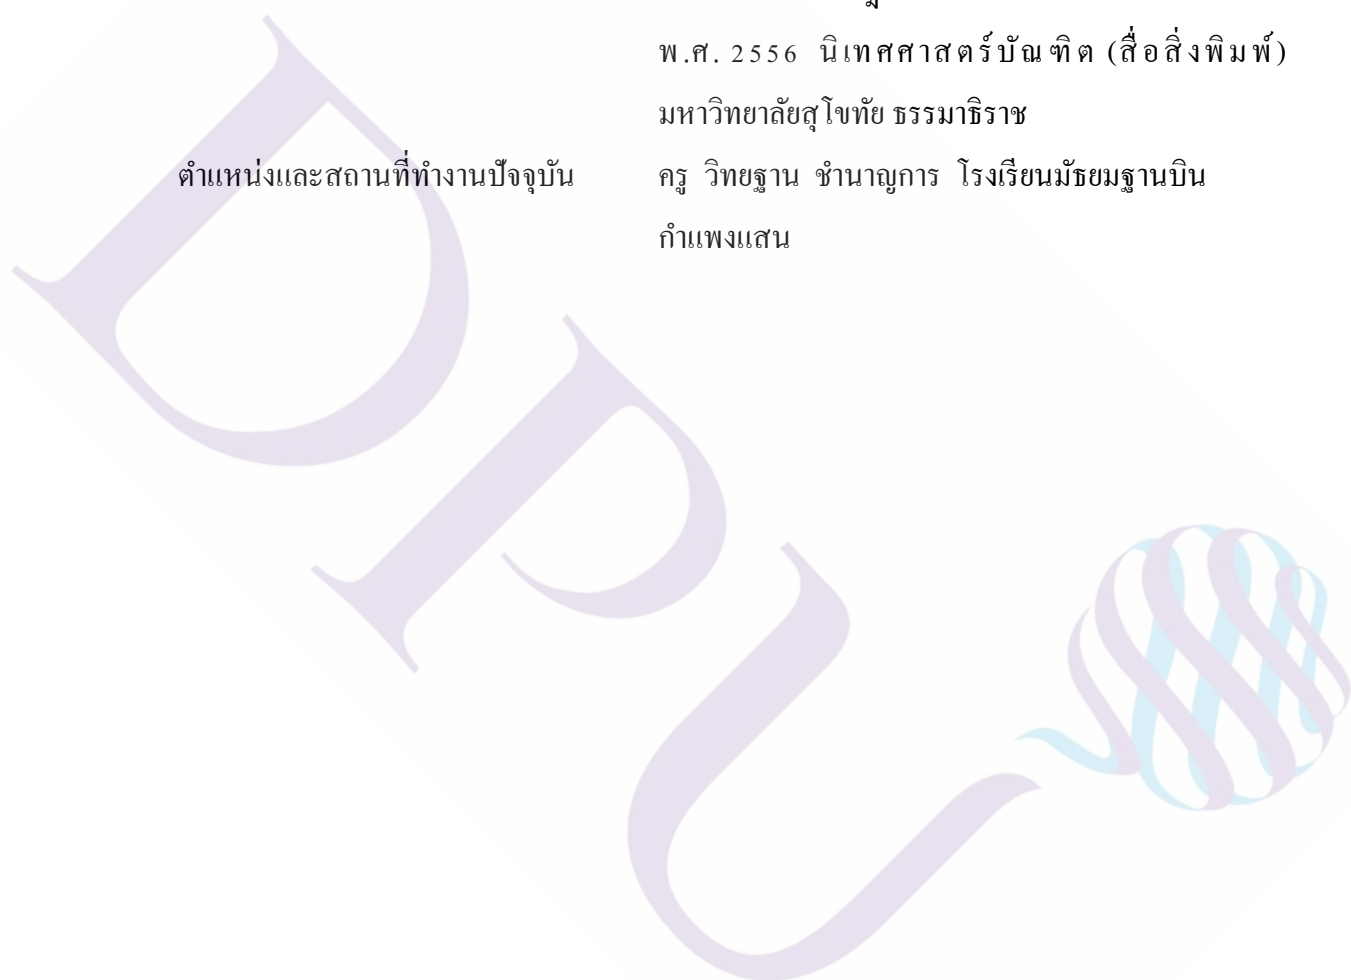 พ.ศ. 2556 นิเทศศาสตร์บัณฑิต (สื่อสิ่งพิมพ์)
มหาวิทยาลัยสุโขทัย ธรรมาธิราช
ตำแหน่งและสถานที่ทำงานปัจจุบัน ครู วิทยฐาน ชำนาญการ โรงเรียนมัธยมฐานบิน
กำแพงแสน
DPU